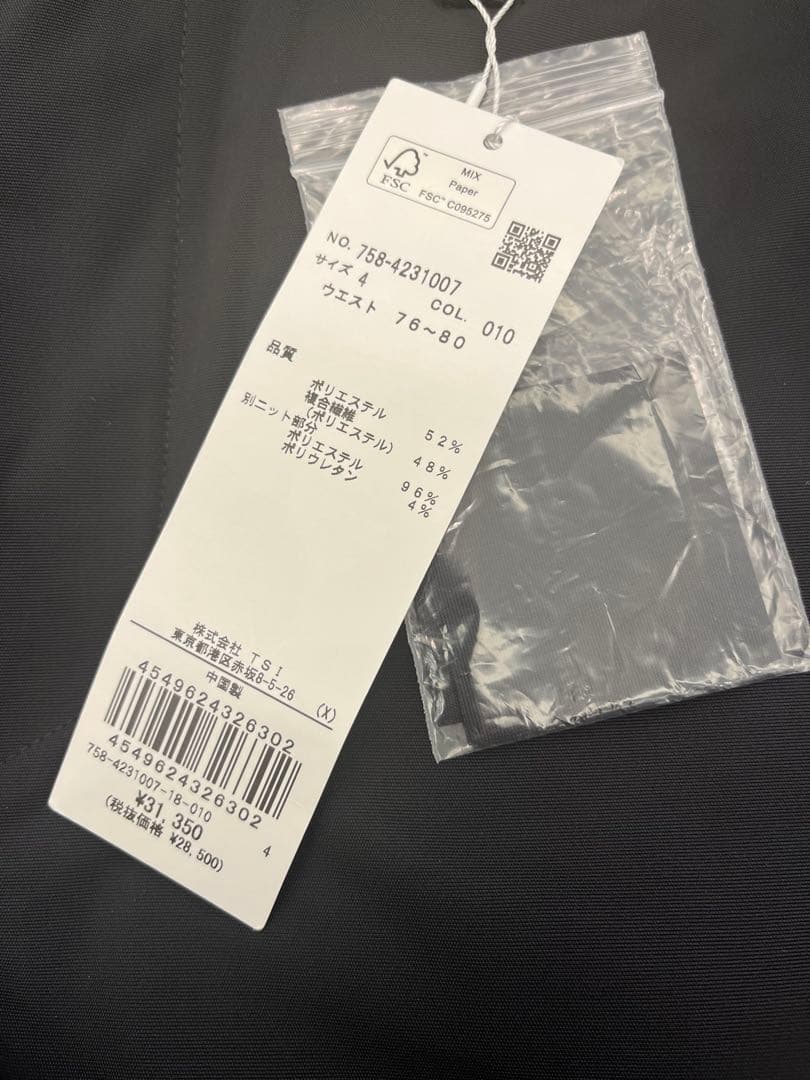 FSC™
MIX
Paper
FSC™ C095275
NO. 758-4231007
サイズ 4 COL. 010
ウエスト 76~80
品質
ポリエステル 52%
複合繊維
(ポリエステル) 48%
別ニット部分
ポリエステル 96%
ポリウレタン 4%
株式会社 TSI
東京都港区赤坂8-5-26
中国製 (X)
4549624326302
4549624326302
758-4231007-18-010
¥31,350 4
(税抜価格 ¥28,500)